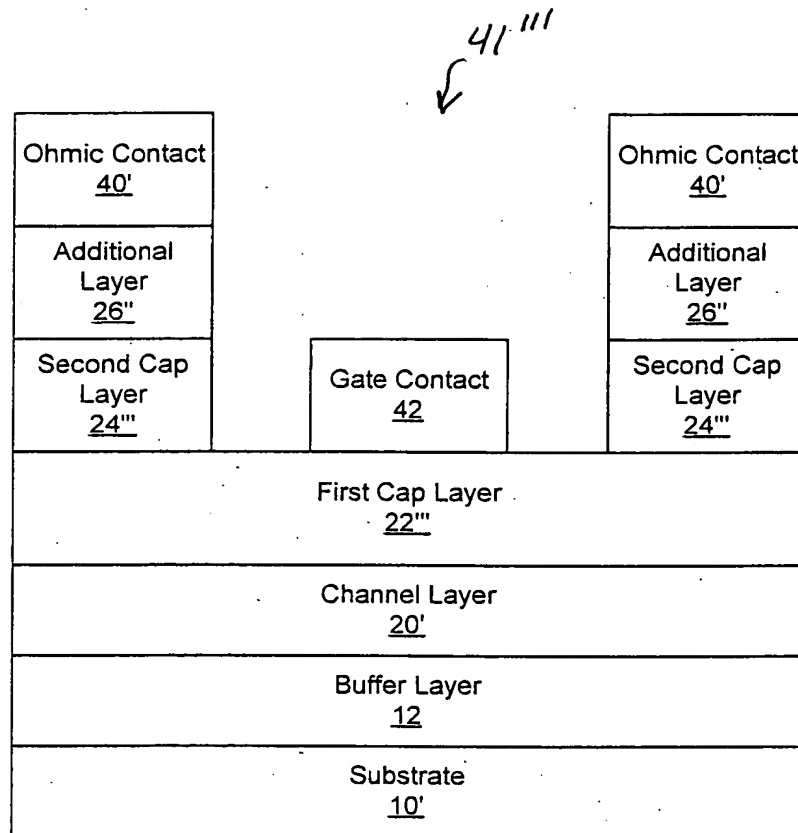 41'''
Ohmic Contact
40'
Ohmic Contact
40'
Additional
Layer
26"
Additional
Layer
26"
Second Cap
Layer
24'''
Gate Contact
42
Second Cap
Layer
24'''
First Cap Layer
22'''
Channel Layer
20'
Buffer Layer
12
Substrate
10'